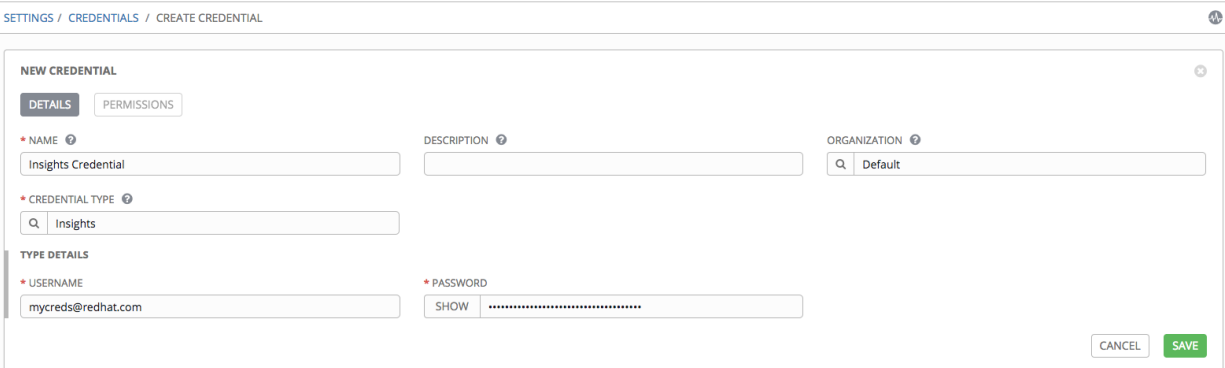 SETTINGS / CREDENTIALS / CREATE CREDENTIAL
NEW CREDENTIAL
DETAILS PERMISSIONS
* NAME ? DESCRIPTION ? ORGANIZATION ?
Insights Credential Default
* CREDENTIAL TYPE ?
Insights
TYPE DETAILS
* USERNAME * PASSWORD
mycreds@redhat.com SHOW ••••••••••••••••••••••••••••••••••••••
CANCEL SAVE